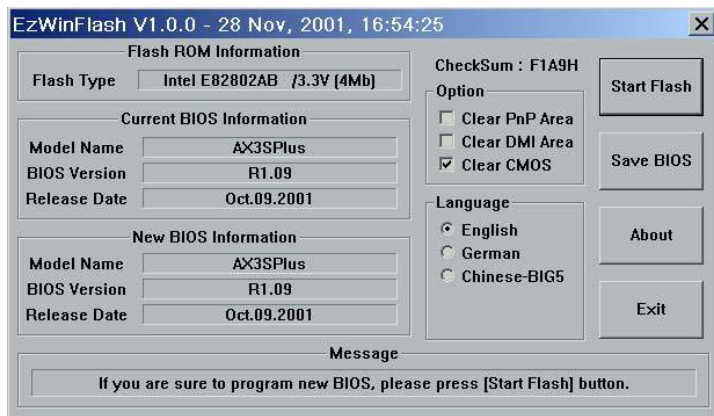 EzWinFlash V1.0.0 - 28 Nov, 2001, 16:54:25
Flash ROM Information
Flash Type Intel E82802AB /3.3V (4Mb)
Current BIOS Information
Model Name AX3SPlus
BIOS Version R1.09
Release Date Oct.09.2001
New BIOS Information
Model Name AX3SPlus
BIOS Version R1.09
Release Date Oct.09.2001
CheckSum : F1A9H
Option
Clear PnP Area
Clear DMI Area
Clear CMOS
Language
English
German
Chinese-BIG5
Start Flash
Save BIOS
About
Exit
Message
If you are sure to program new BIOS, please press [Start Flash] button.